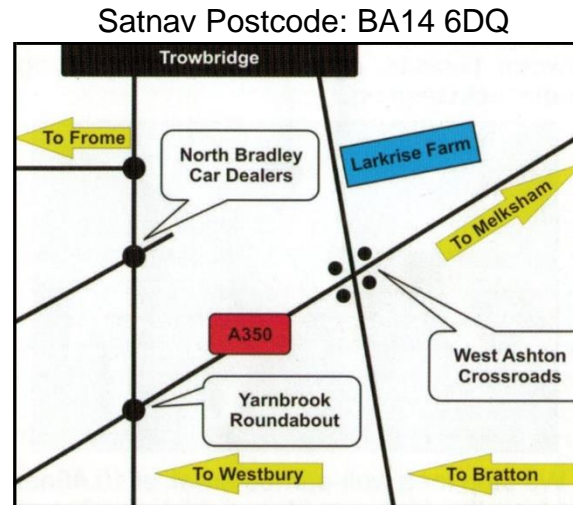 Satnav Postcode: BA14 6DQ
Trowbridge
To Frome
North Bradley
Car Dealers
Larkrise Farm
To Melksham
A350
West Ashton
Crossroads
Yarnbrook
Roundabout
To Westbury
To Bratton